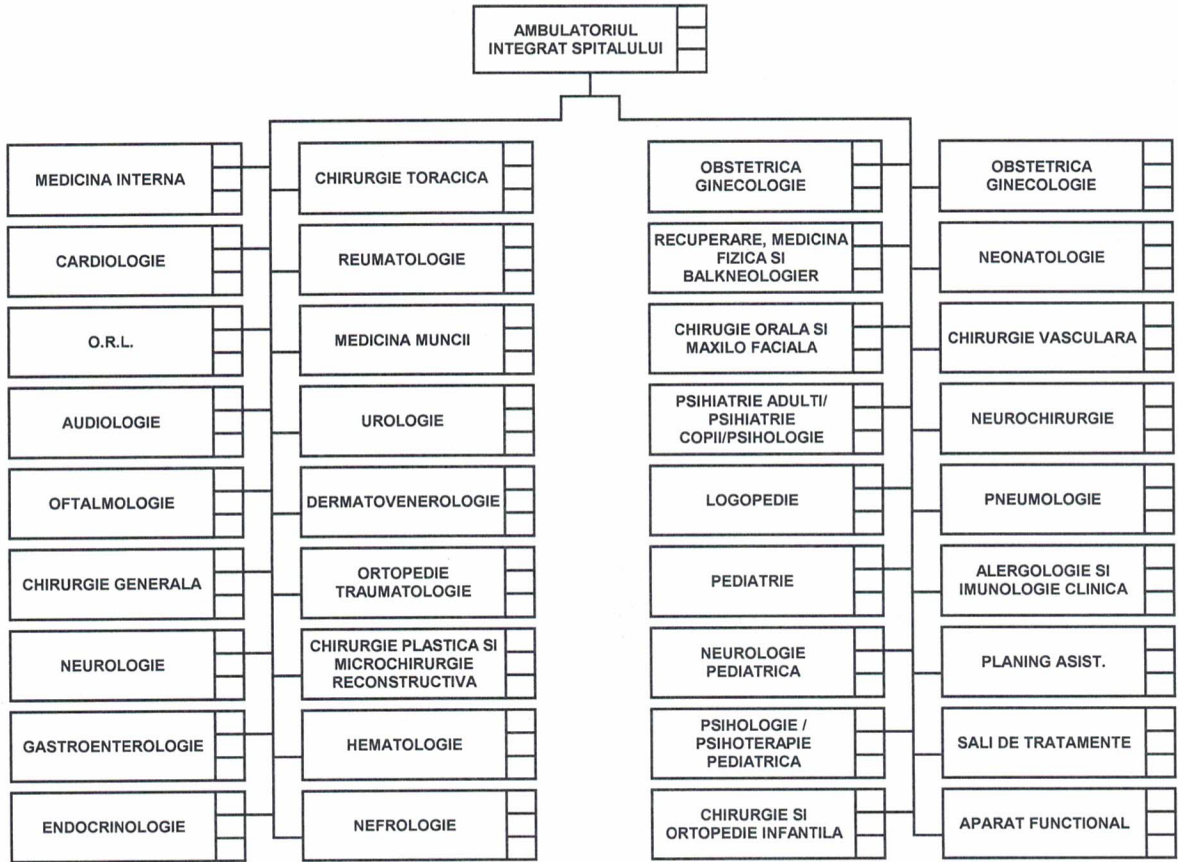 AMBULATORIUL
INTEGRAT SPITALULUI
MEDICINA INTERNA
CARDIOLOGIE
O.R.L.
AUDIOLOGIE
OFTALMOLOGIE
CHIRURGIE GENERALA
NEUROLOGIE
GASTROENTEROLOGIE
ENDOCRINOLOGIE
CHIRURGIE TORACICA
REUMATOLOGIE
MEDICINA MUNCII
UROLOGIE
DERMATOVENEROLOGIE
ORTOPEDIE
TRAUMATOLOGIE
CHIRURGIE PLASTICA SI
MICROCHIRURGIE
RECONSTRUCTIVA
HEMATOLOGIE
NEFROLOGIE
OBSTETRICA
GINECOLOGIE
RECUPERARE, MEDICINA
FIZICA SI
BALKNEOLOGIER
CHIRUGIE ORALA SI
MAXILO FACIALA
PSIHIATRIE ADULTI/
PSIHIATRIE
COPII/PSIHOLOGIE
LOGOPEDIE
PEDIATRIE
NEUROLOGIE
PEDIATRICA
PSIHOLOGIE /
PSIHOTERAPIE
PEDIATRICA
CHIRURGIE SI
ORTOPEDIE INFANTILA
OBSTETRICA
GINECOLOGIE
NEONATOLOGIE
CHIRURGIE VASCULARA
NEUROCHIRURGIE
PNEUMOLOGIE
ALERGOLOGIE SI
IMUNOLOGIE CLINICA
PLANING ASIST.
SALI DE TRATAMENTE
APARAT FUNCTIONAL